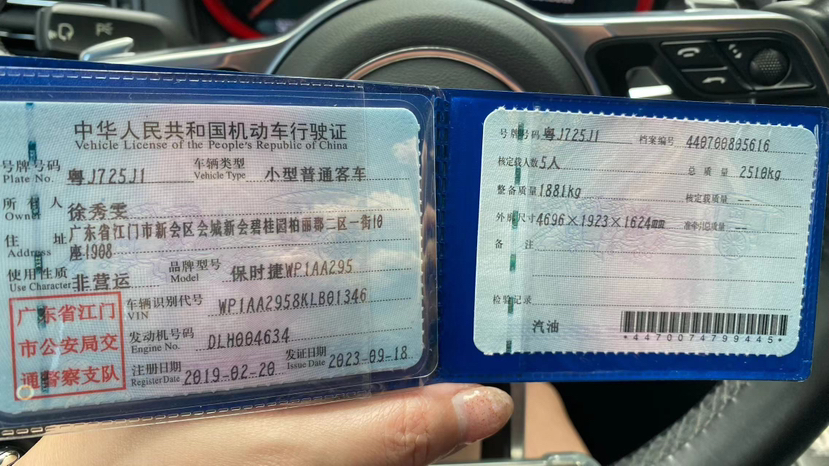 中华人民共和国机动车行驶证
Vehicle License of the People's Republic of China
号牌号码 粤J725J1 车辆类型 小型普通客车
Plate No. Vehicle Type
所有人 徐秀雯
Owner
住址 广东省江门市新会区会城新会碧桂园柏丽郡二区一街10
Address 座1908
使用性质 非营运 品牌型号 保时捷WP1AA295
Use Character Model
车辆识别代号 WP1AA2958KLB01346
VIN
发动机号码 DLH004634
Engine No.
注册日期 2019-02-20 发证日期 2023-09-18
Register Date Issue Date
广东省江门
市公安局交
通警察支队
号牌号码 粤J725J1 档案编号 440700805616
核定载人数 5人 总质量 2510kg
整备质量 1881kg 核定载质量 --
外廓尺寸 4696×1923×1624mm 准牵引总质量 --
备注
检验记录
汽油
*4470074799445*